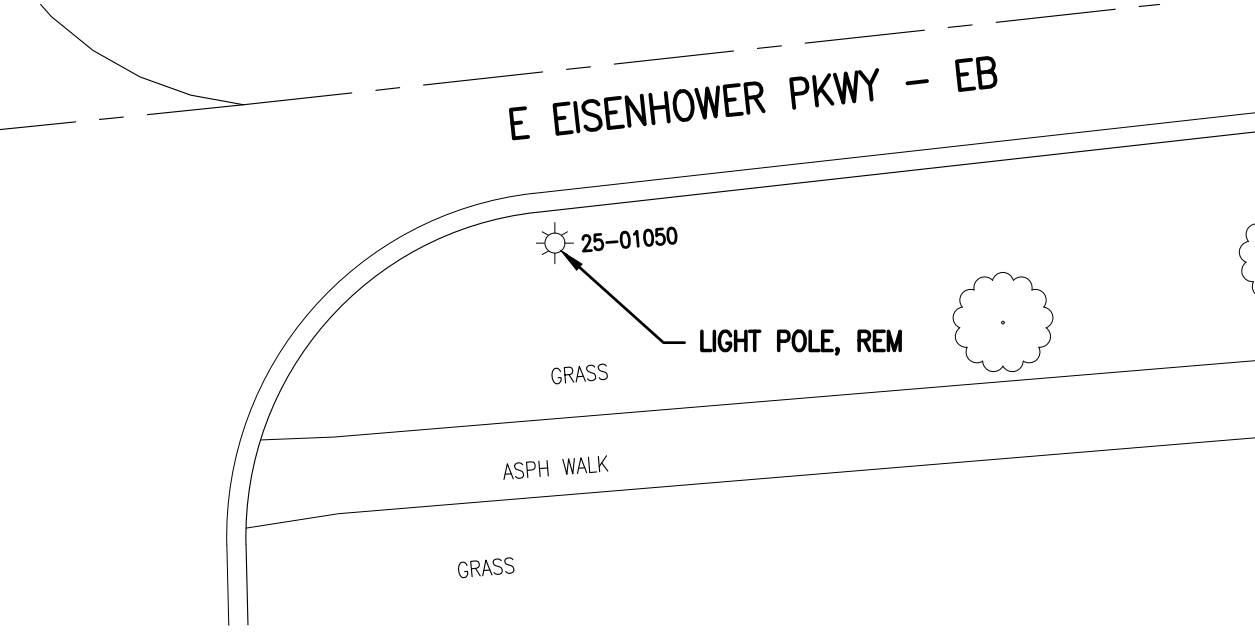 E EISENHOWER PKWY - EB
25-01050
LIGHT POLE, REM
GRASS
ASPH WALK
GRASS